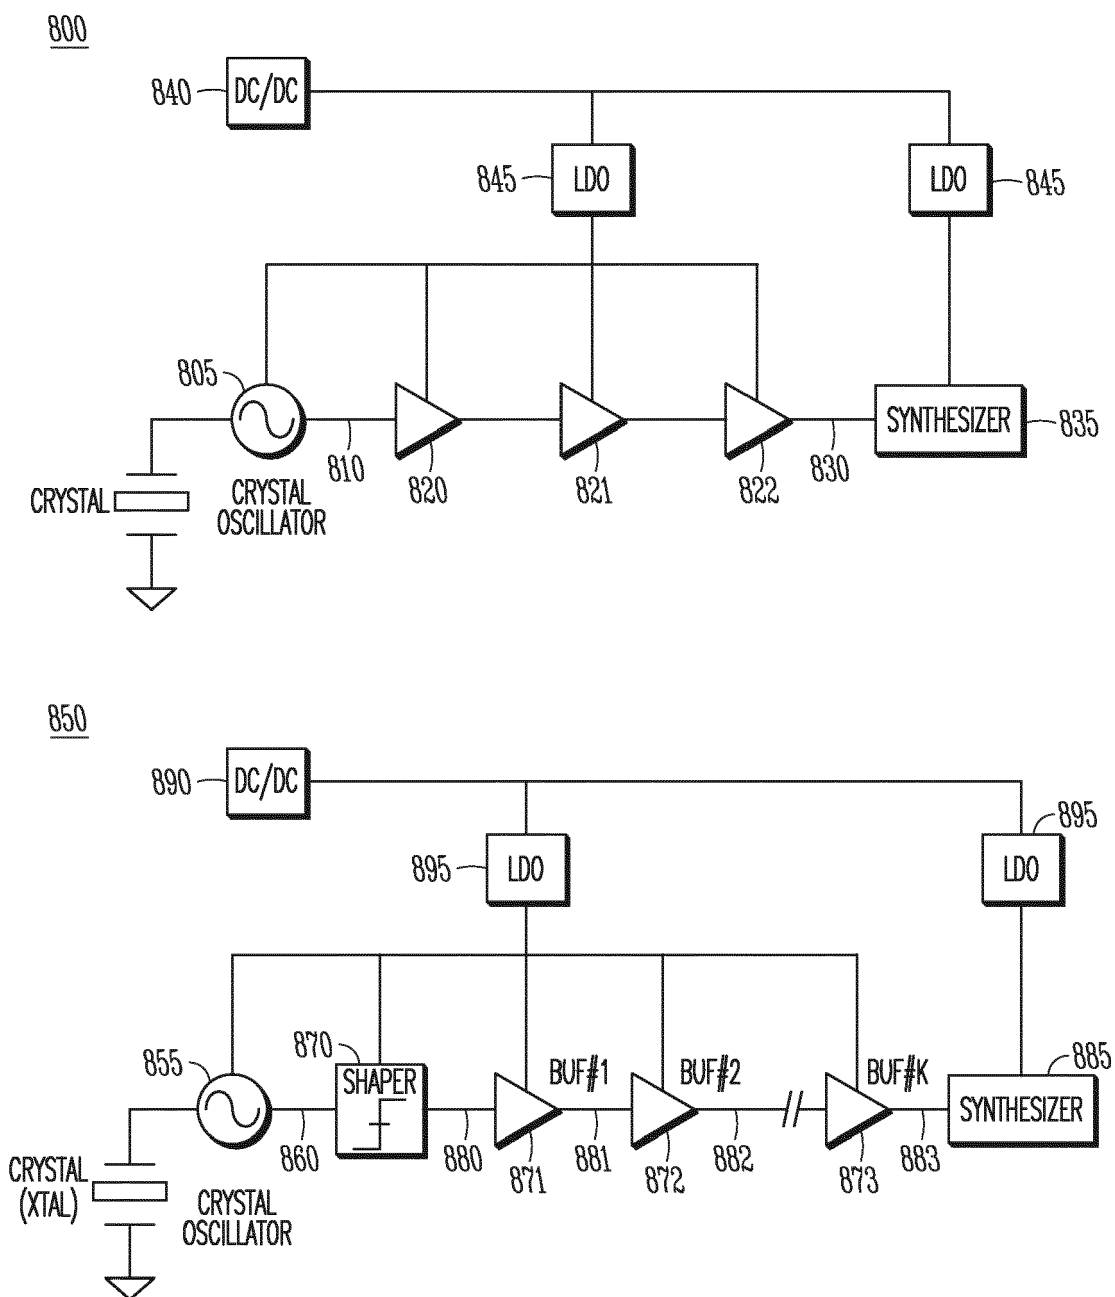 800
840
DC/DC
845
LDO
LDO
845
805
810
820
821
822
830
SYNTHESIZER
835
CRYSTAL
CRYSTAL
OSCILLATOR
850
890
DC/DC
895
LDO
895
LDO
855
870
SHAPER
BUF#1
BUF#2
BUF#K
885
SYNTHESIZER
860
880
871
881
872
882
873
883
CRYSTAL
(XTAL)
CRYSTAL
OSCILLATOR